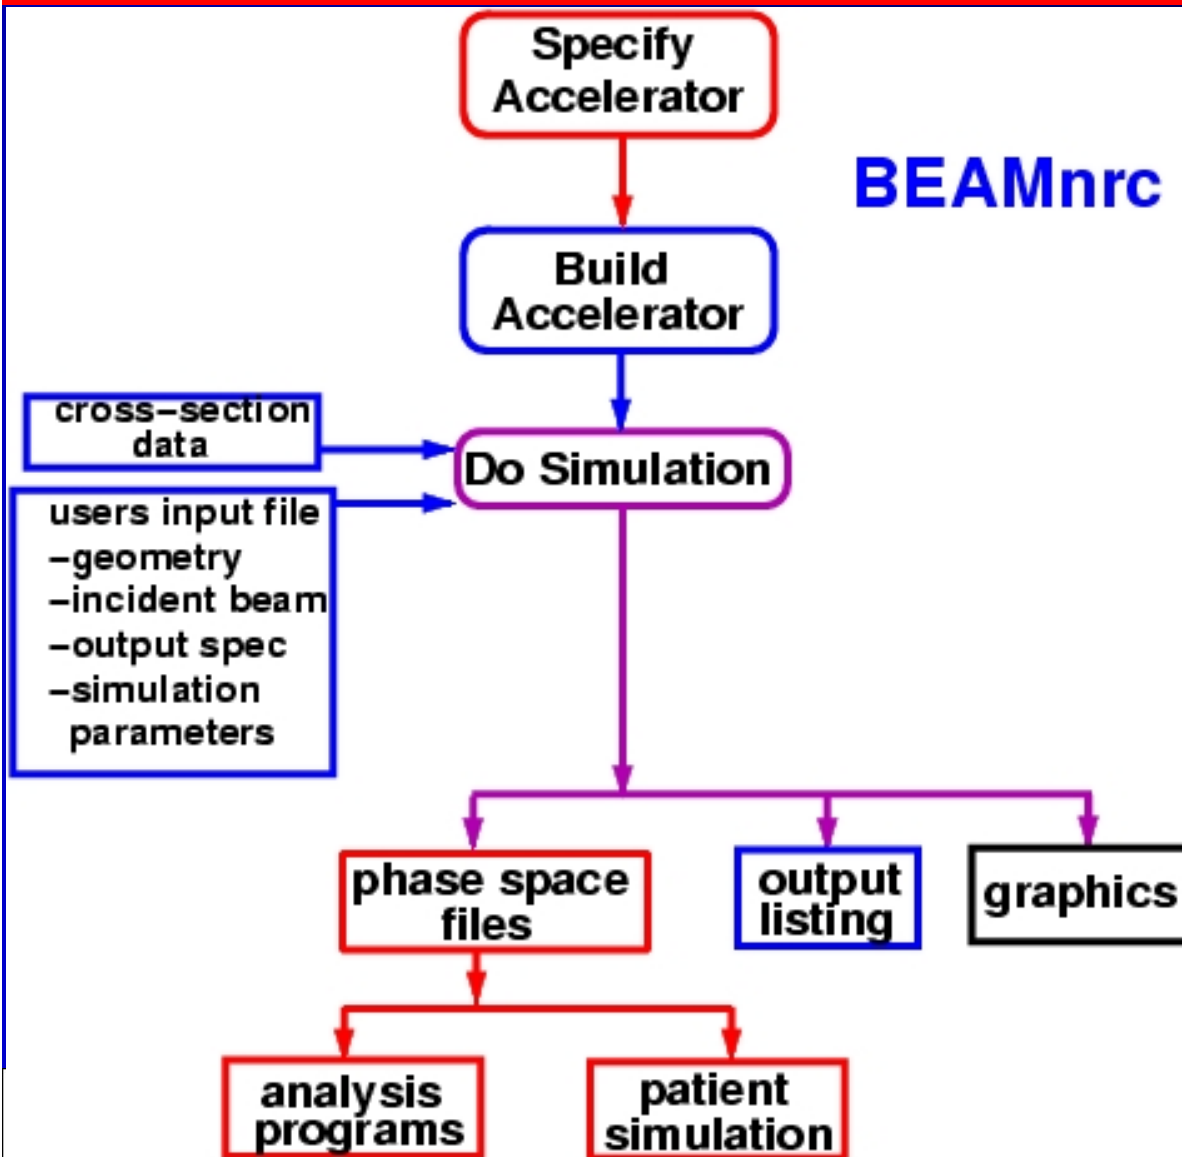 Specify
Accelerator
BEAMnrc
Build
Accelerator
cross-section
data
Do Simulation
users input file
-geometry
-incident beam
-output spec
-simulation
parameters
phase space
files
output
listing
graphics
analysis
programs
patient
simulation